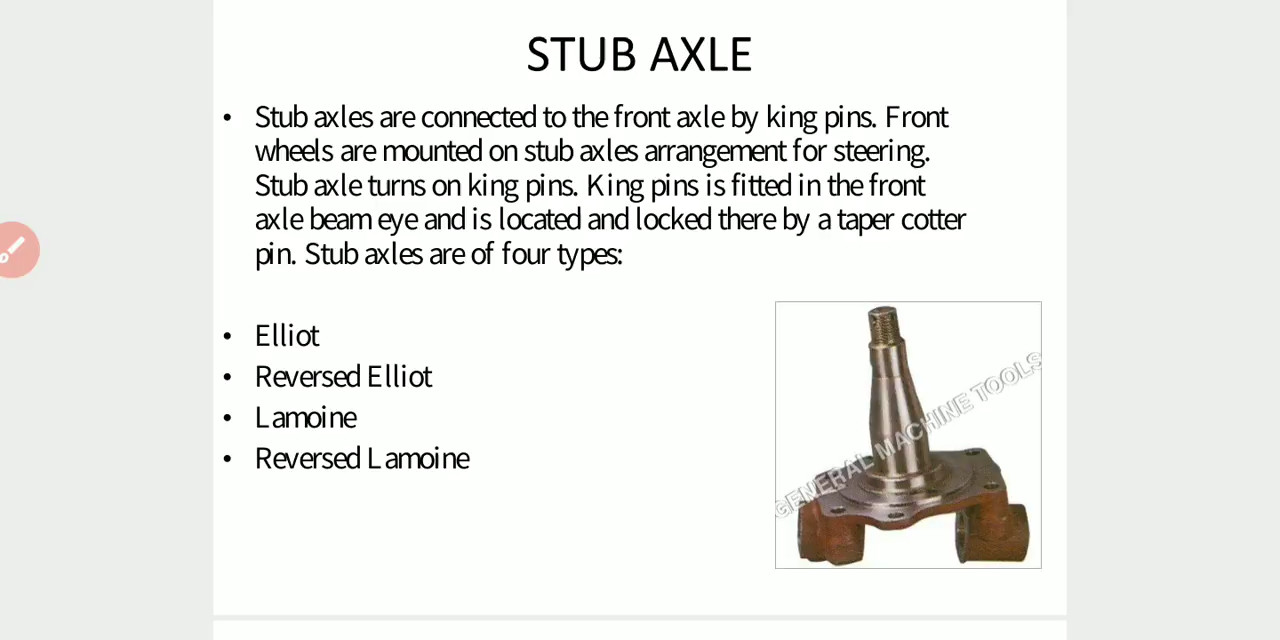 STUB AXLE
• Stub axles are connected to the front axle by king pins. Front
wheels are mounted on stub axles arrangement for steering.
Stub axle turns on king pins. King pins is fitted in the front
axle beam eye and is located and locked there by a taper cotter
pin. Stub axles are of four types:
• Elliot
• Reversed Elliot
• Lamoine
• Reversed Lamoine
GENERAL MACHINE TOOLS